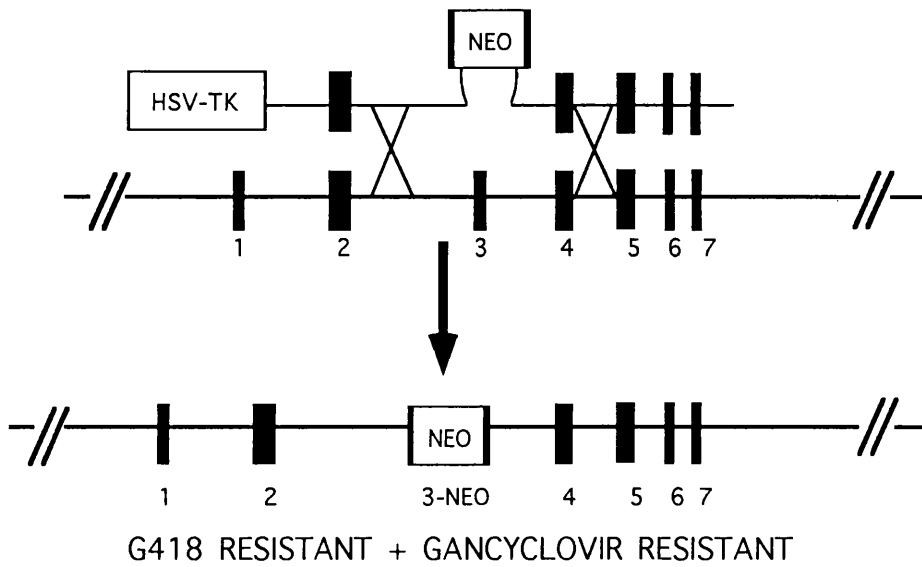 NEO
HSV-TK
1 2 3 4 5 6 7
NEO
1 2 3-NEO 4 5 6 7
G418 RESISTANT + GANCYCLOVIR RESISTANT